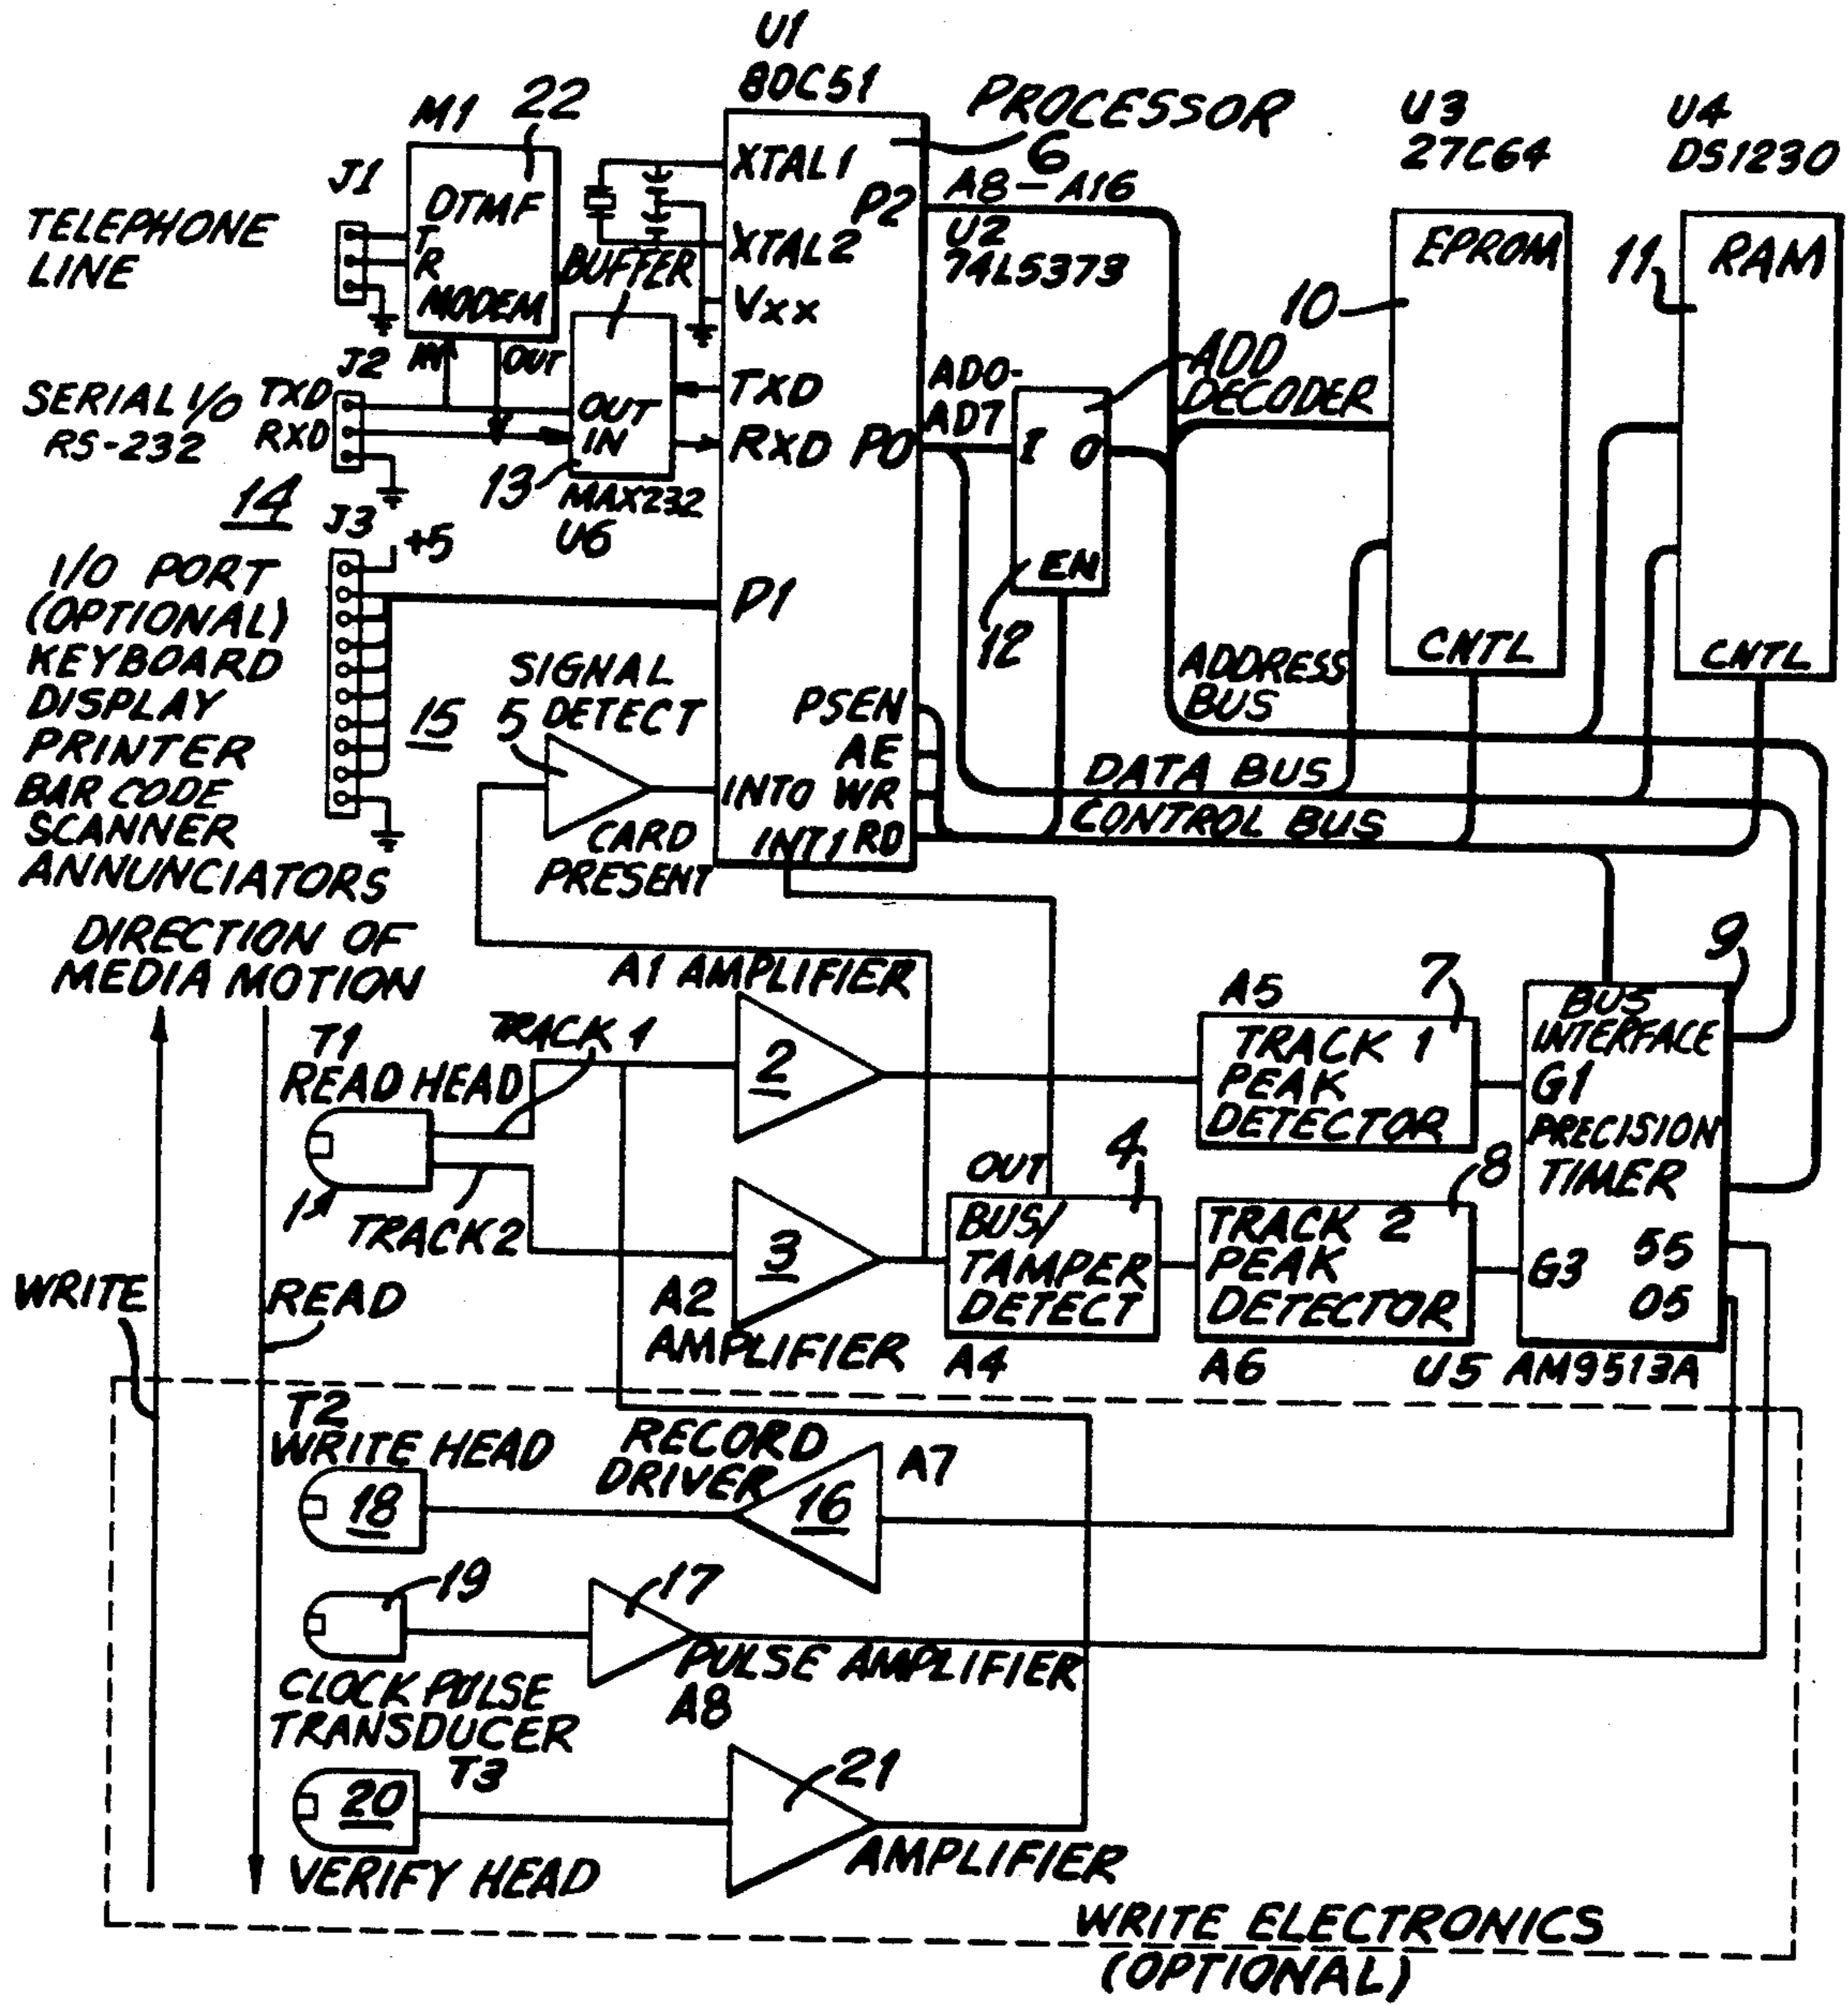 U1
80C51
PROCESSOR
6
M1
22
U3
27C64
U4
DS1230
J1
TELEPHONE
LINE
DTMF
T
R
MODEM
XTAL1
XTAL2
Vxx
P2
A8-A16
U2
74LS373
EPROM
10
RAM
11
BUFFER
J2
IN
OUT
SERIAL I/O
RS-232
TXD
RXD
OUT
IN
TXD
RXD
P0
AD0-
AD7
I
O
EN
ADD
DECODER
12
13
MAX232
U6
14
J3
+5
I/O PORT
(OPTIONAL)
KEYBOARD
DISPLAY
PRINTER
BAR CODE
SCANNER
ANNUNCIATORS
15
P1
SIGNAL
DETECT
5
CARD
PRESENT
PSEN
AE
INTO WR
INT1 RD
CNTL
CNTL
ADDRESS
BUS
DATA BUS
CONTROL BUS
DIRECTION OF
MEDIA MOTION
A1 AMPLIFIER
2
TRACK 1
T1
READ HEAD
1
TRACK 2
3
A2
AMPLIFIER
OUT
4
BUS/
TAMPER
DETECT
A4
A5
7
TRACK 1
PEAK
DETECTOR
8
TRACK 2
PEAK
DETECTOR
A6
9
BUS
INTERFACE
G1
PRECISION
TIMER
G3
S5
O5
U5 AM9513A
WRITE
READ
T2
WRITE HEAD
18
RECORD
DRIVER
16
A7
19
17
CLOCK PULSE
TRANSDUCER
T3
PULSE AMPLIFIER
A8
20
VERIFY HEAD
21
AMPLIFIER
WRITE ELECTRONICS
(OPTIONAL)